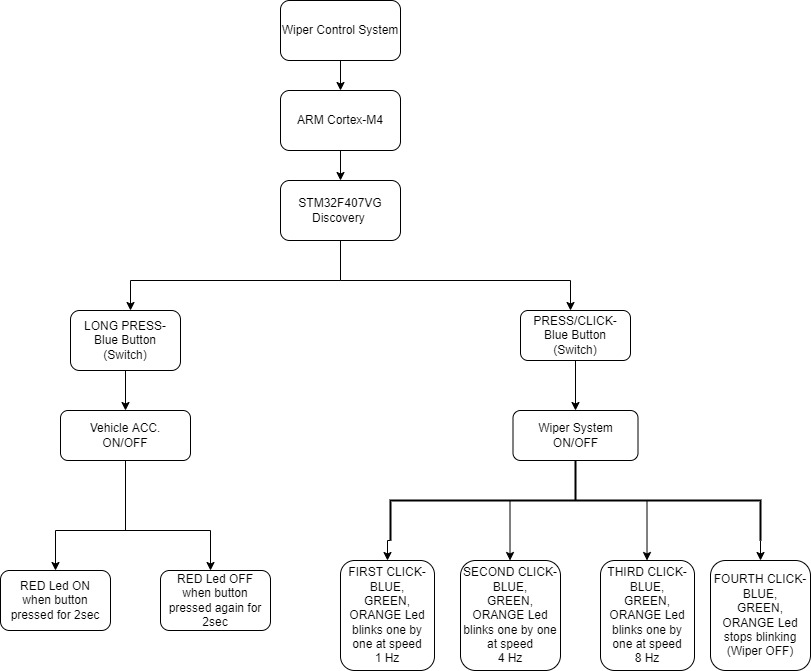 Wiper Control System
ARM Cortex-M4
STM32F407VG
Discovery
LONG PRESS-
Blue Button
(Switch)
PRESS/CLICK-
Blue Button
(Switch)
Vehicle ACC.
ON/OFF
Wiper System
ON/OFF
RED Led ON
when button
pressed for 2sec
RED Led OFF
when button
pressed again for
2sec
FIRST CLICK-
BLUE,
GREEN,
ORANGE Led
blinks one by
one at speed
1 Hz
SECOND CLICK-
BLUE,
GREEN,
ORANGE Led
blinks one by one
at speed
4 Hz
THIRD CLICK-
BLUE,
GREEN,
ORANGE Led
blinks one by
one at speed
8 Hz
FOURTH CLICK-
BLUE,
GREEN,
ORANGE Led
stops blinking
(Wiper OFF)